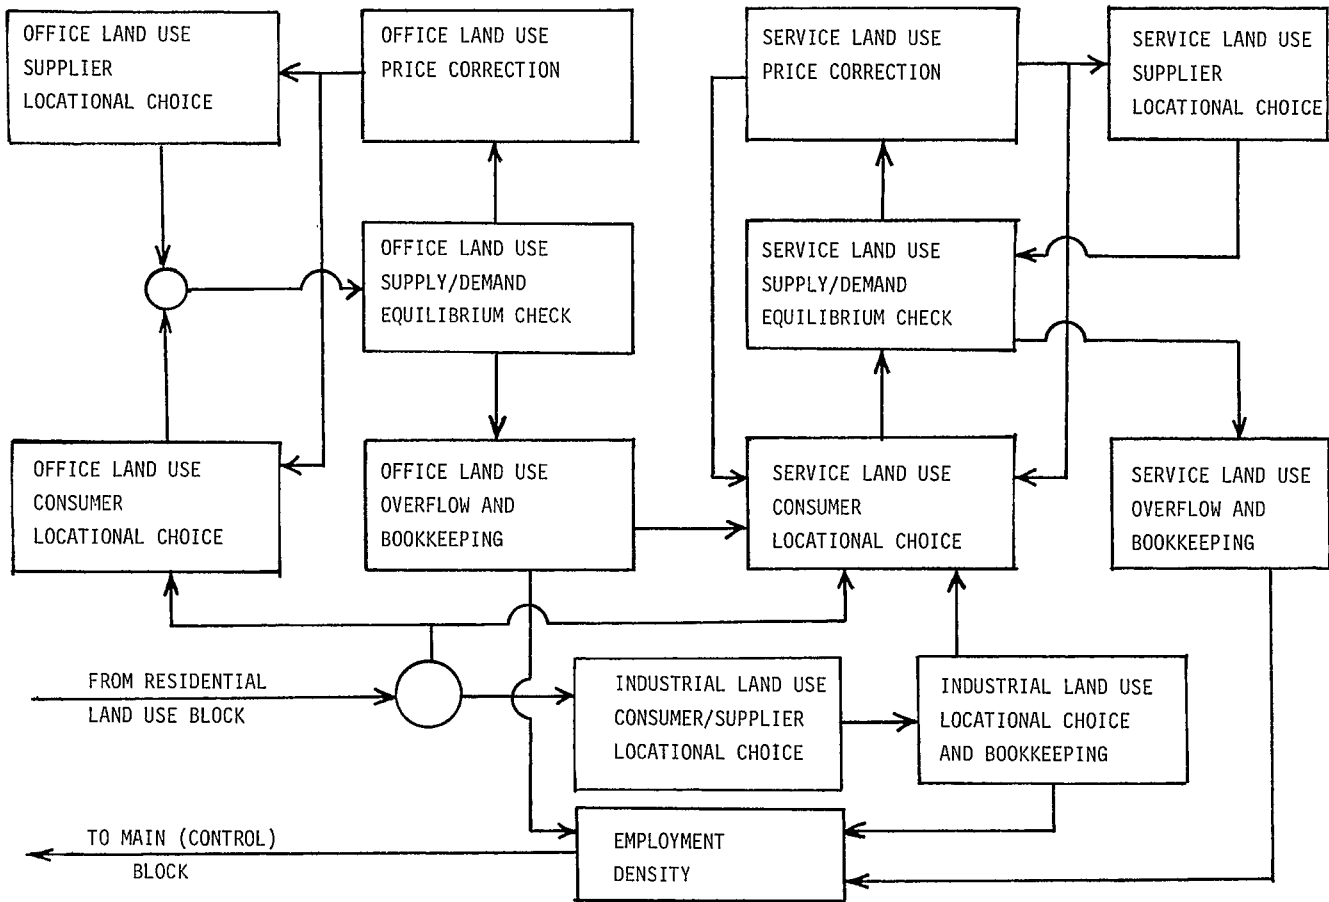 OFFICE LAND USE
SUPPLIER
LOCATIONAL CHOICE
OFFICE LAND USE
PRICE CORRECTION
SERVICE LAND USE
PRICE CORRECTION
SERVICE LAND USE
SUPPLIER
LOCATIONAL CHOICE
OFFICE LAND USE
SUPPLY/DEMAND
EQUILIBRIUM CHECK
SERVICE LAND USE
SUPPLY/DEMAND
EQUILIBRIUM CHECK
OFFICE LAND USE
CONSUMER
LOCATIONAL CHOICE
OFFICE LAND USE
OVERFLOW AND
BOOKKEEPING
SERVICE LAND USE
CONSUMER
LOCATIONAL CHOICE
SERVICE LAND USE
OVERFLOW AND
BOOKKEEPING
FROM RESIDENTIAL
LAND USE BLOCK
INDUSTRIAL LAND USE
CONSUMER/SUPPLIER
LOCATIONAL CHOICE
INDUSTRIAL LAND USE
LOCATIONAL CHOICE
AND BOOKKEEPING
TO MAIN (CONTROL)
BLOCK
EMPLOYMENT
DENSITY